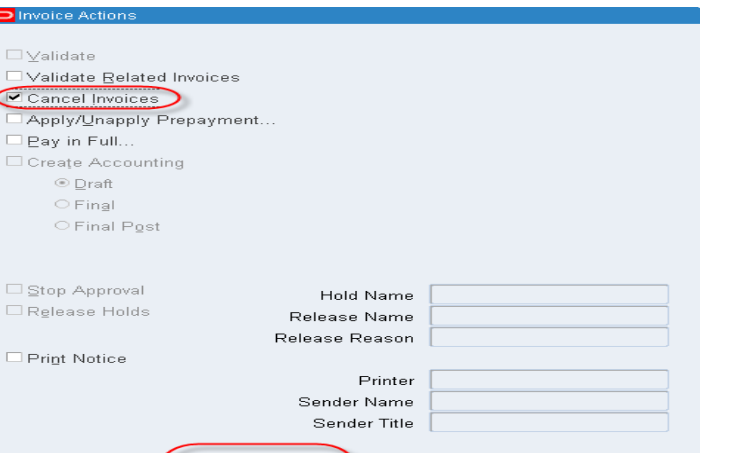 Invoice Actions
Validate
Validate Related Invoices
Cancel Invoices
Apply/Unapply Prepayment...
Pay in Full...
Create Accounting
Draft
Final
Final Post
Stop Approval
Hold Name
Release Holds
Release Name
Release Reason
Print Notice
Printer
Sender Name
Sender Title